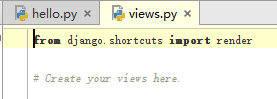 hello.py views.py
from django.shortcuts import render
# Create your views here.